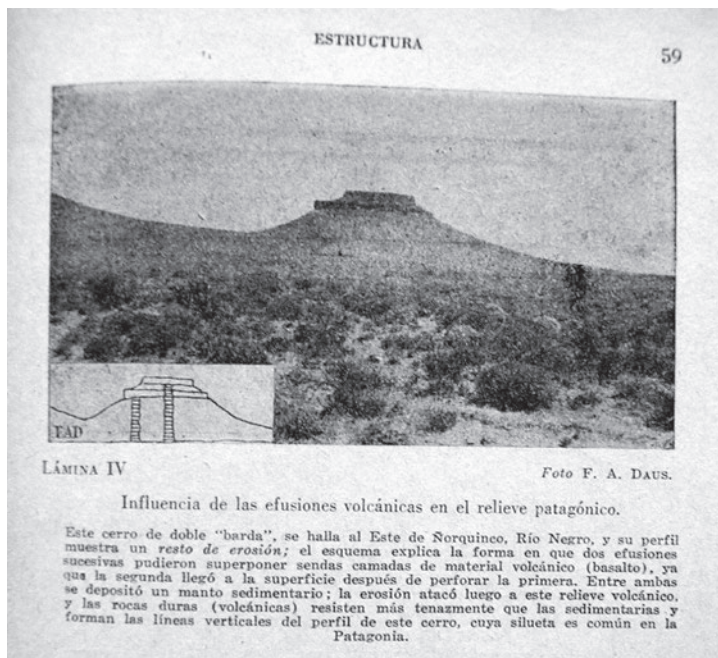 ESTRUCTURA
59
FAD
LÁMINA IV
Foto F. A. DAUS.
Influencia de las efusiones volcánicas en el relieve patagónico.
Este cerro de doble "barda", se halla al Este de Ñorquinco, Río Negro, y su perfil
muestra un resto de erosión; el esquema explica la forma en que dos efusiones
sucesivas pudieron superponer sendas camadas de material volcánico (basalto), ya
que la segunda llegó a la superficie después de perforar la primera. Entre ambas
se depositó un manto sedimentario; la erosión atacó luego a este relieve volcánico,
y las rocas duras (volcánicas) resisten más tenazmente que las sedimentarias y
forman las líneas verticales del perfil de este cerro, cuya silueta es común en la
Patagonia.